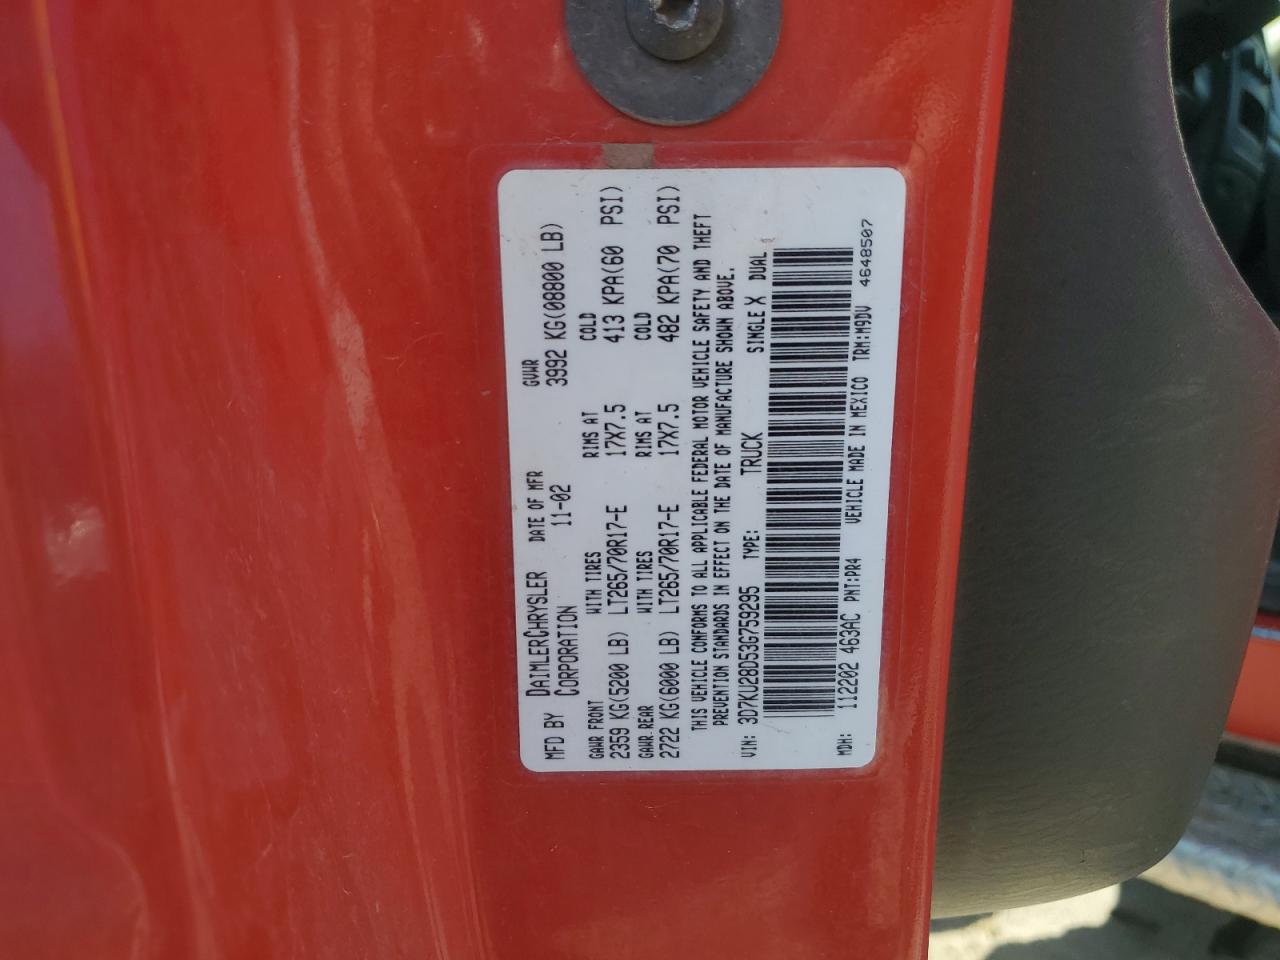 MFD BY DAIMLERCHRYSLER CORPORATION DATE OF MFR 11-02 GVWR 3992 KG(08800 LB)
GAWR FRONT WITH TIRES RIMS AT COLD
2359 KG(5200 LB) LT265/70R17-E 17X7.5 413 KPA(60 PSI)
GAWR REAR WITH TIRES RIMS AT COLD
2722 KG(6000 LB) LT265/70R17-E 17X7.5 482 KPA(70 PSI)
THIS VEHICLE CONFORMS TO ALL APPLICABLE FEDERAL MOTOR VEHICLE SAFETY AND THEFT
PREVENTION STANDARDS IN EFFECT ON THE DATE OF MANUFACTURE SHOWN ABOVE.
VIN: 3D7KU28D53G759295 TYPE: TRUCK SINGLE X DUAL
MDH: 112202 463AC PNT:PR4 VEHICLE MADE IN MEXICO TRM:M9DV 4648507